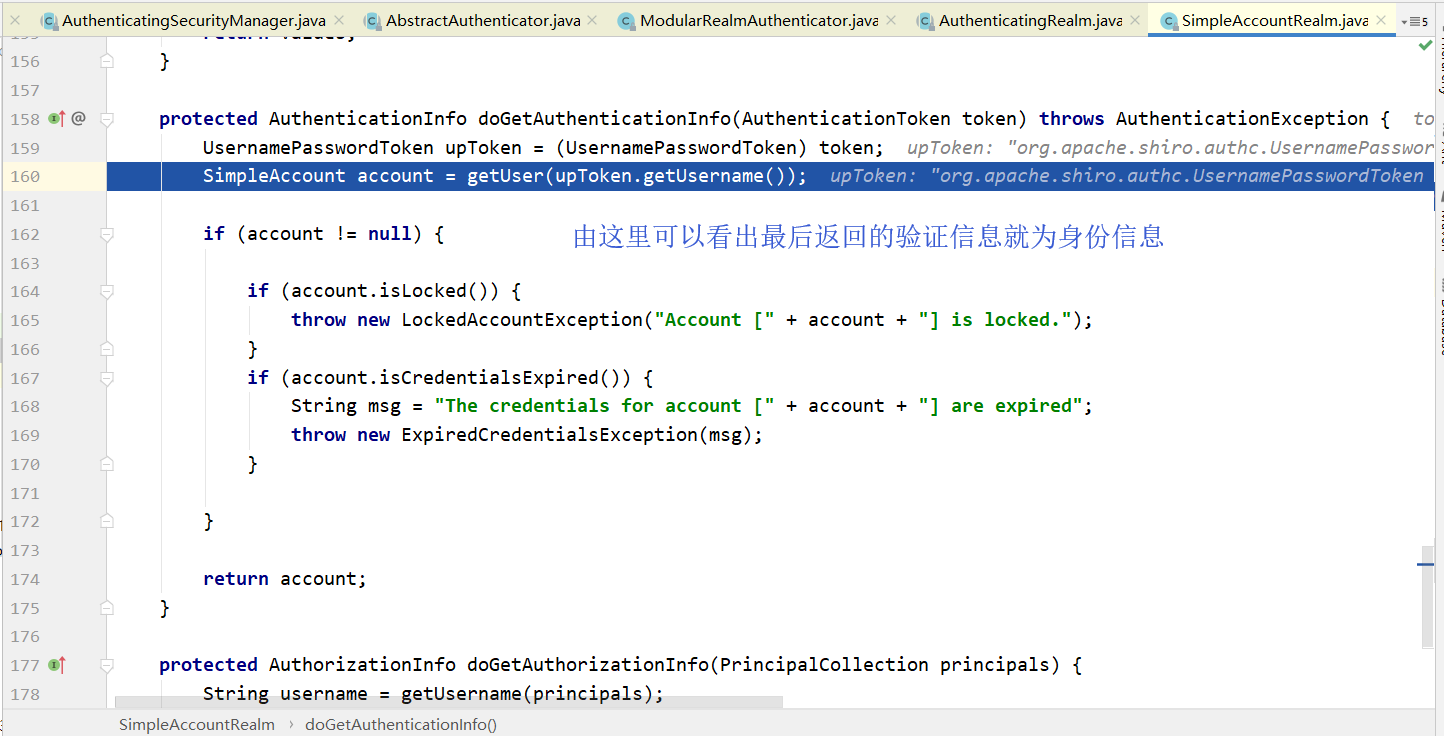 AuthenticatingSecurityManager.java AbstractAuthenticator.java ModularRealmAuthenticator.java AuthenticatingRealm.java SimpleAccountRealm.java 5
156 }
157
158 @ protected AuthenticationInfo doGetAuthenticationInfo(AuthenticationToken token) throws AuthenticationException { to
159 UsernamePasswordToken upToken = (UsernamePasswordToken) token; upToken: "org.apache.shiro.authc.UsernamePasswor
160 SimpleAccount account = getUser(upToken.getUsername()); upToken: "org.apache.shiro.authc.UsernamePasswordToken
161
162 if (account != null) { 由这里可以看出最后返回的验证信息就为身份信息
163
164 if (account.isLocked()) {
165 throw new LockedAccountException("Account [" + account + "] is locked.");
166 }
167 if (account.isCredentialsExpired()) {
168 String msg = "The credentials for account [" + account + "] are expired";
169 throw new ExpiredCredentialsException(msg);
170 }
171
172 }
173
174 return account;
175 }
176
177 protected AuthorizationInfo doGetAuthorizationInfo(PrincipalCollection principals) {
178 String username = getUsername(principals);
SimpleAccountRealm › doGetAuthenticationInfo()